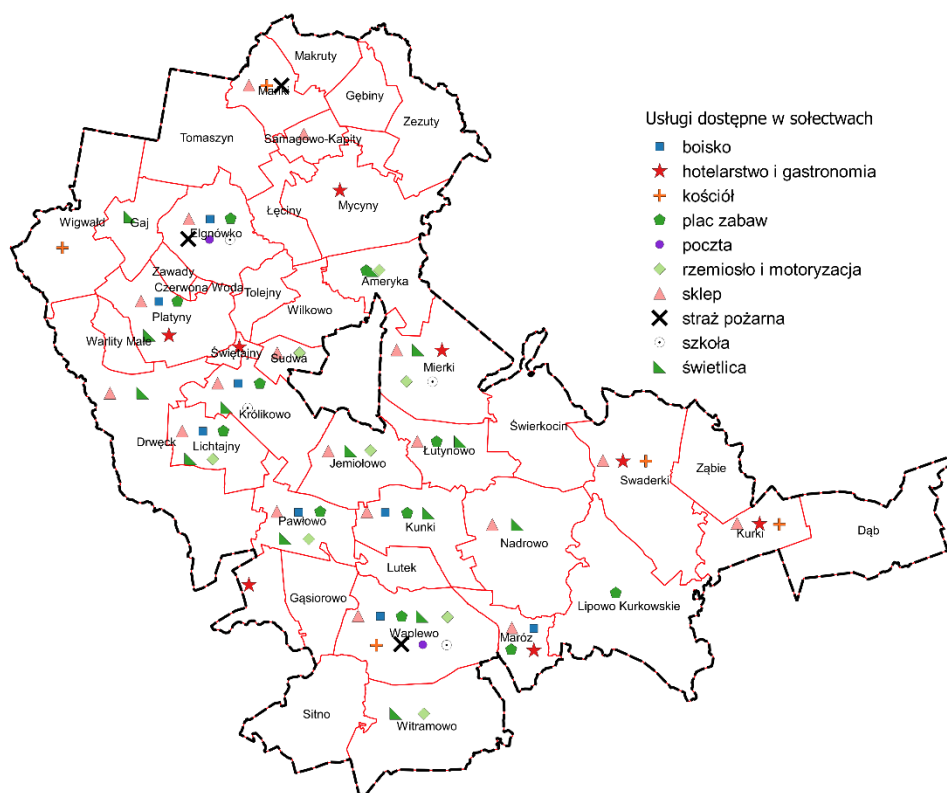 Makruty
Mańki
Gębiny
Zezuty
Usługi dostępne w sołectwach
boisko
hotelarstwo i gastronomia
kościół
plac zabaw
poczta
rzemiosło i motoryzacja
sklep
straż pożarna
szkoła
świetlica
Tomaszyn
Samagowo-Kapity
Mycyny
Łęciny
Wigwałd
Gaj
Elgnówko
Zawady
Czerwona Woda
Tolejny
Ameryka
Platyny
Wilkowo
Warlity Małe
Świętajny
Sudwa
Mierki
Królikowo
Drwęck
Lichtajny
Jemiołowo
Łutynowo
Świerkocin
Swaderki
Ząbie
Pawłowo
Kunki
Nadrowo
Kurki
Dąb
Lutek
Gąsiorowo
Lipowo Kurkowskie
Waplewo
Maróz
Sitno
Witramowo